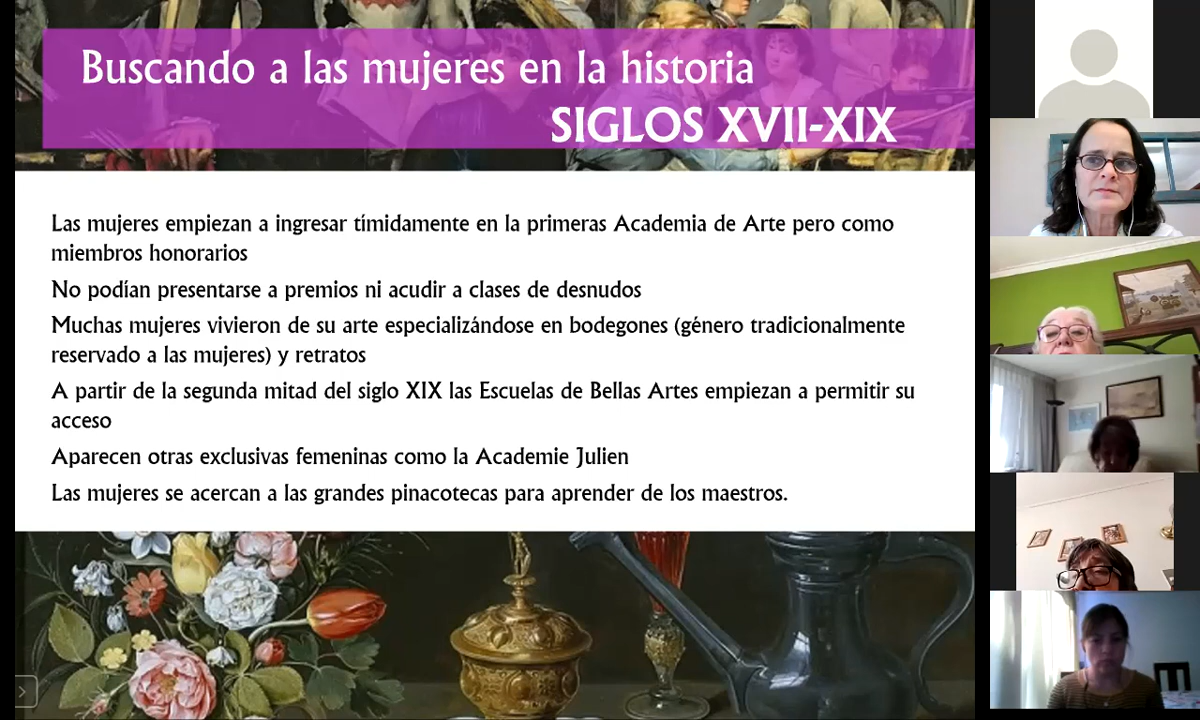 Buscando a las mujeres en la historia
SIGLOS XVII-XIX
Las mujeres empiezan a ingresar tímidamente en la primeras Academia de Arte pero como
miembros honorarios
No podían presentarse a premios ni acudir a clases de desnudos
Muchas mujeres vivieron de su arte especializándose en bodegones (género tradicionalmente
reservado a las mujeres) y retratos
A partir de la segunda mitad del siglo XIX las Escuelas de Bellas Artes empiezan a permitir su
acceso
Aparecen otras exclusivas femeninas como la Academie Julien
Las mujeres se acercan a las grandes pinacotecas para aprender de los maestros.